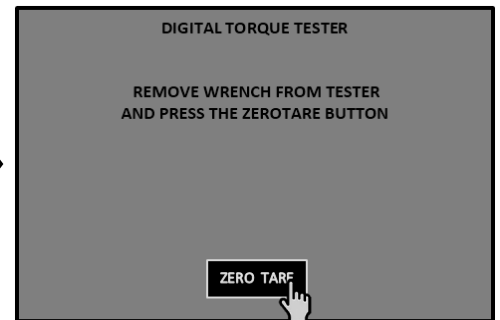 DIGITAL TORQUE TESTER
REMOVE WRENCH FROM TESTER
AND PRESS THE ZEROTARE BUTTON
ZERO TARE